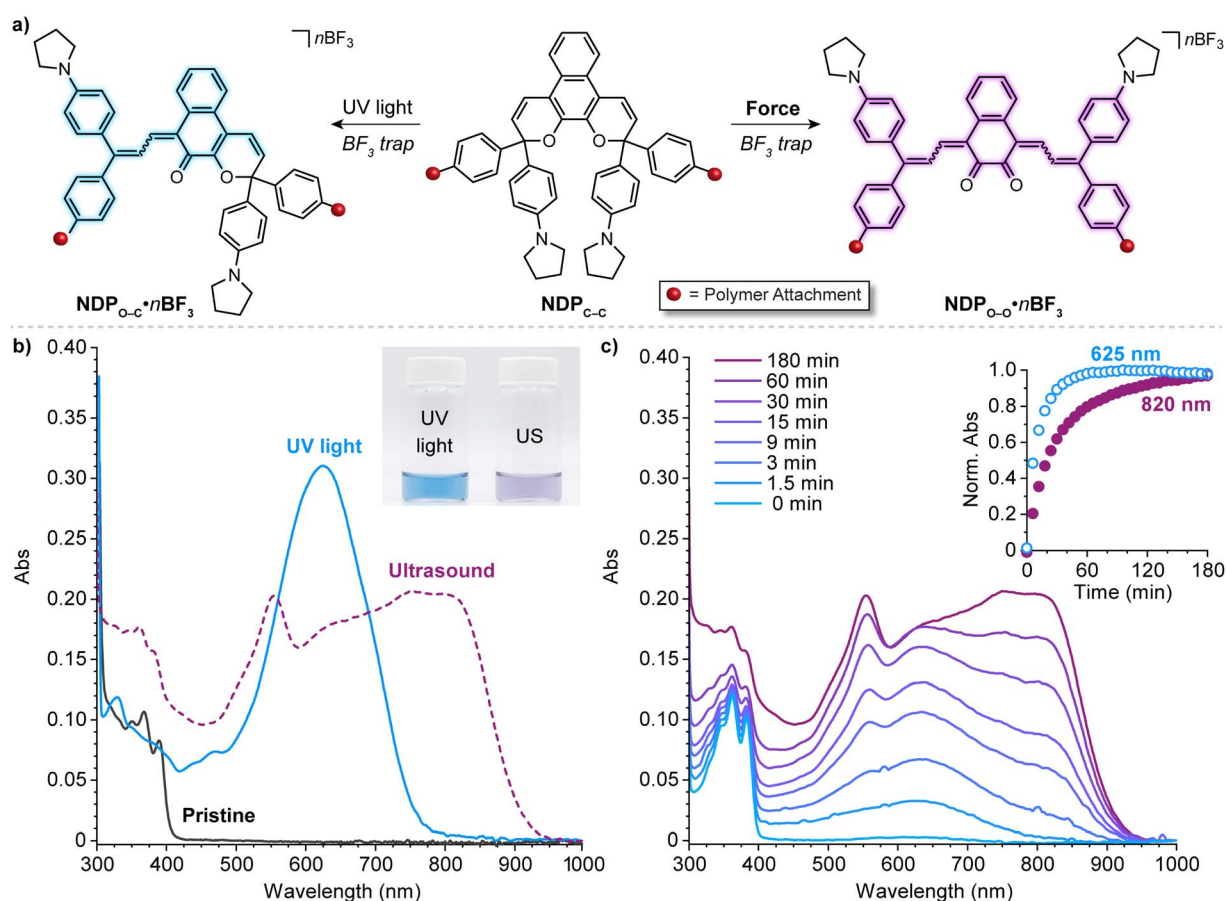 a)
]nBF₃
N
UV light
BF₃ trap
O
O
N
NDP_O–C•nBF₃
O
O
N
N
NDP_C–C
Force
BF₃ trap
= Polymer Attachment
]nBF₃
N
N
O
O
NDP_O–O•nBF₃
b)
0.40
0.35
0.30
0.25
0.20
0.15
0.10
0.05
0
Abs
UV light
UV
light
US
Ultrasound
Pristine
300
400
500
600
700
800
900
1000
Wavelength (nm)
c)
0.40
0.35
0.30
0.25
0.20
0.15
0.10
0.05
0
Abs
180 min
60 min
30 min
15 min
9 min
3 min
1.5 min
0 min
625 nm
820 nm
1.0
0.8
0.6
0.4
0.2
0
Norm. Abs
0
60
120
180
Time (min)
300
400
500
600
700
800
900
1000
Wavelength (nm)